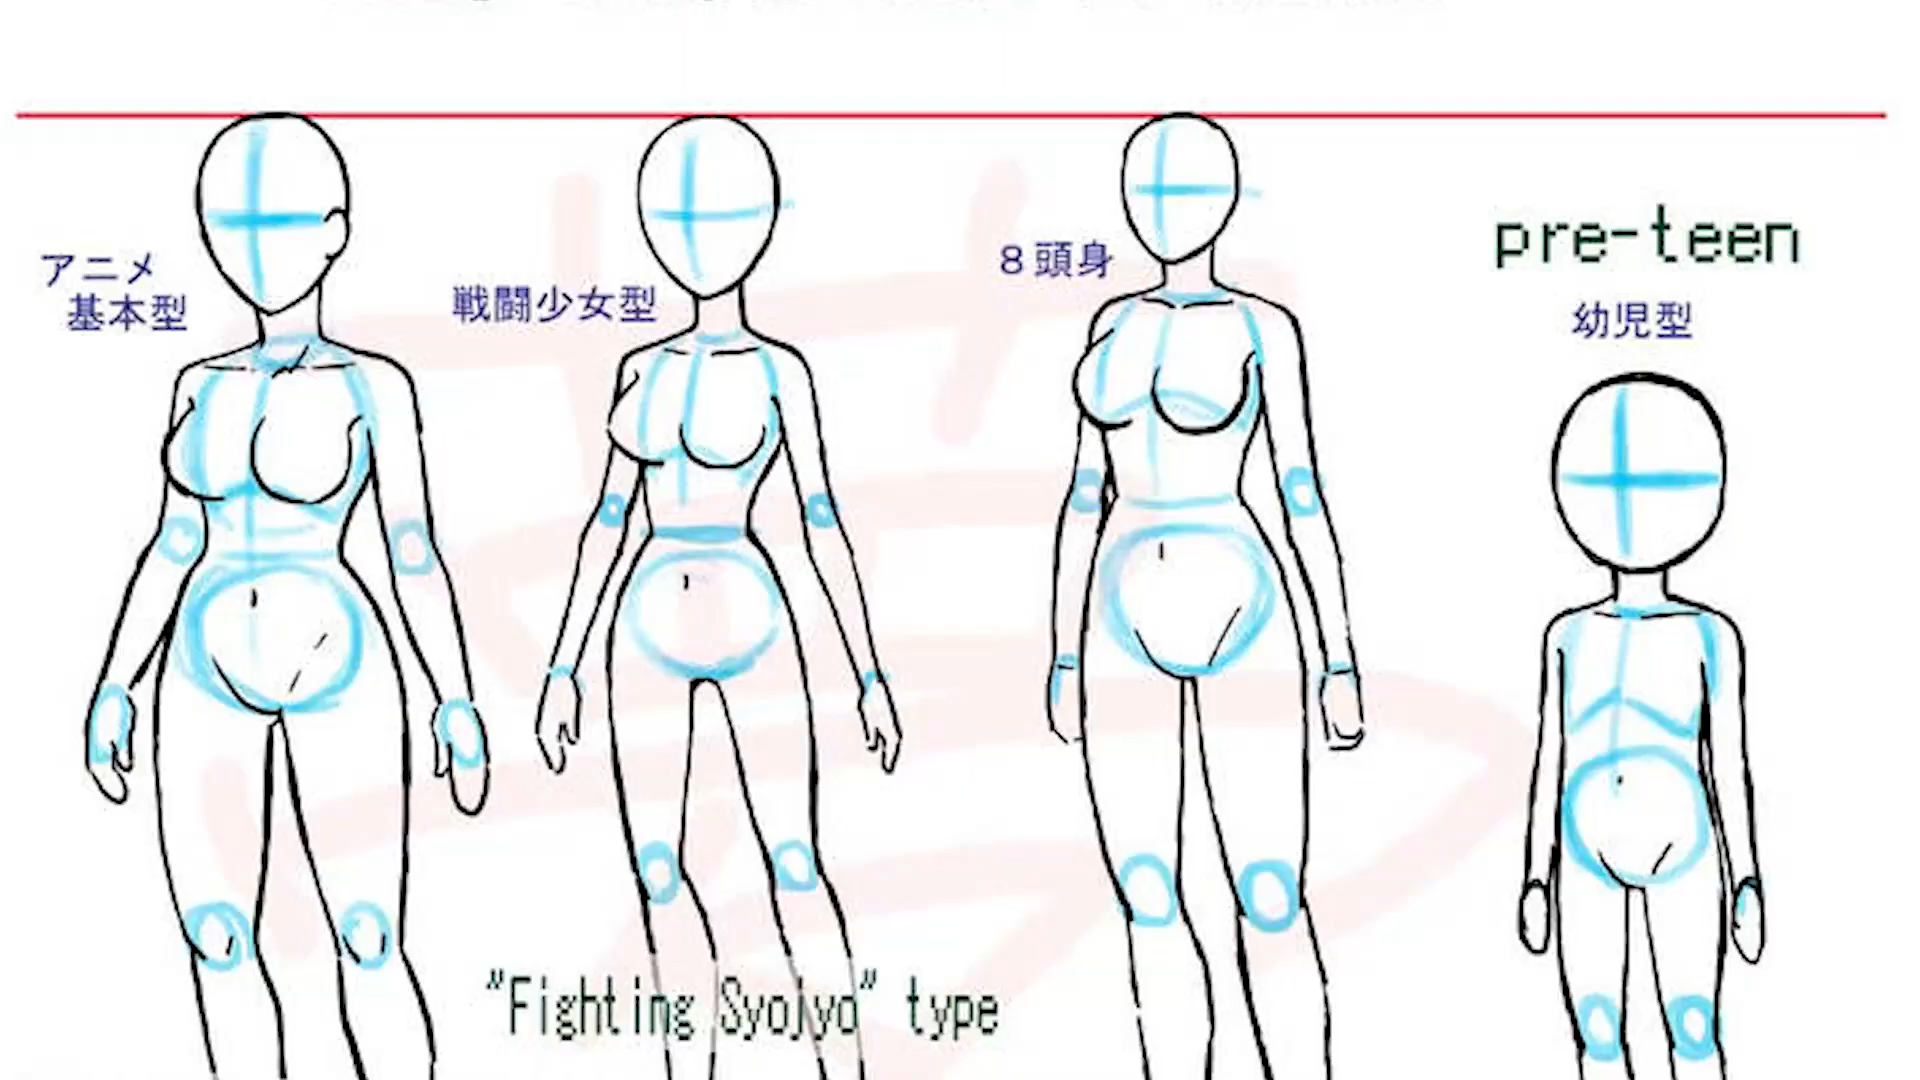 アニメ
基本型
戦闘少女型
8頭身
pre-teen
幼児型
"Fighting Syojyo" type